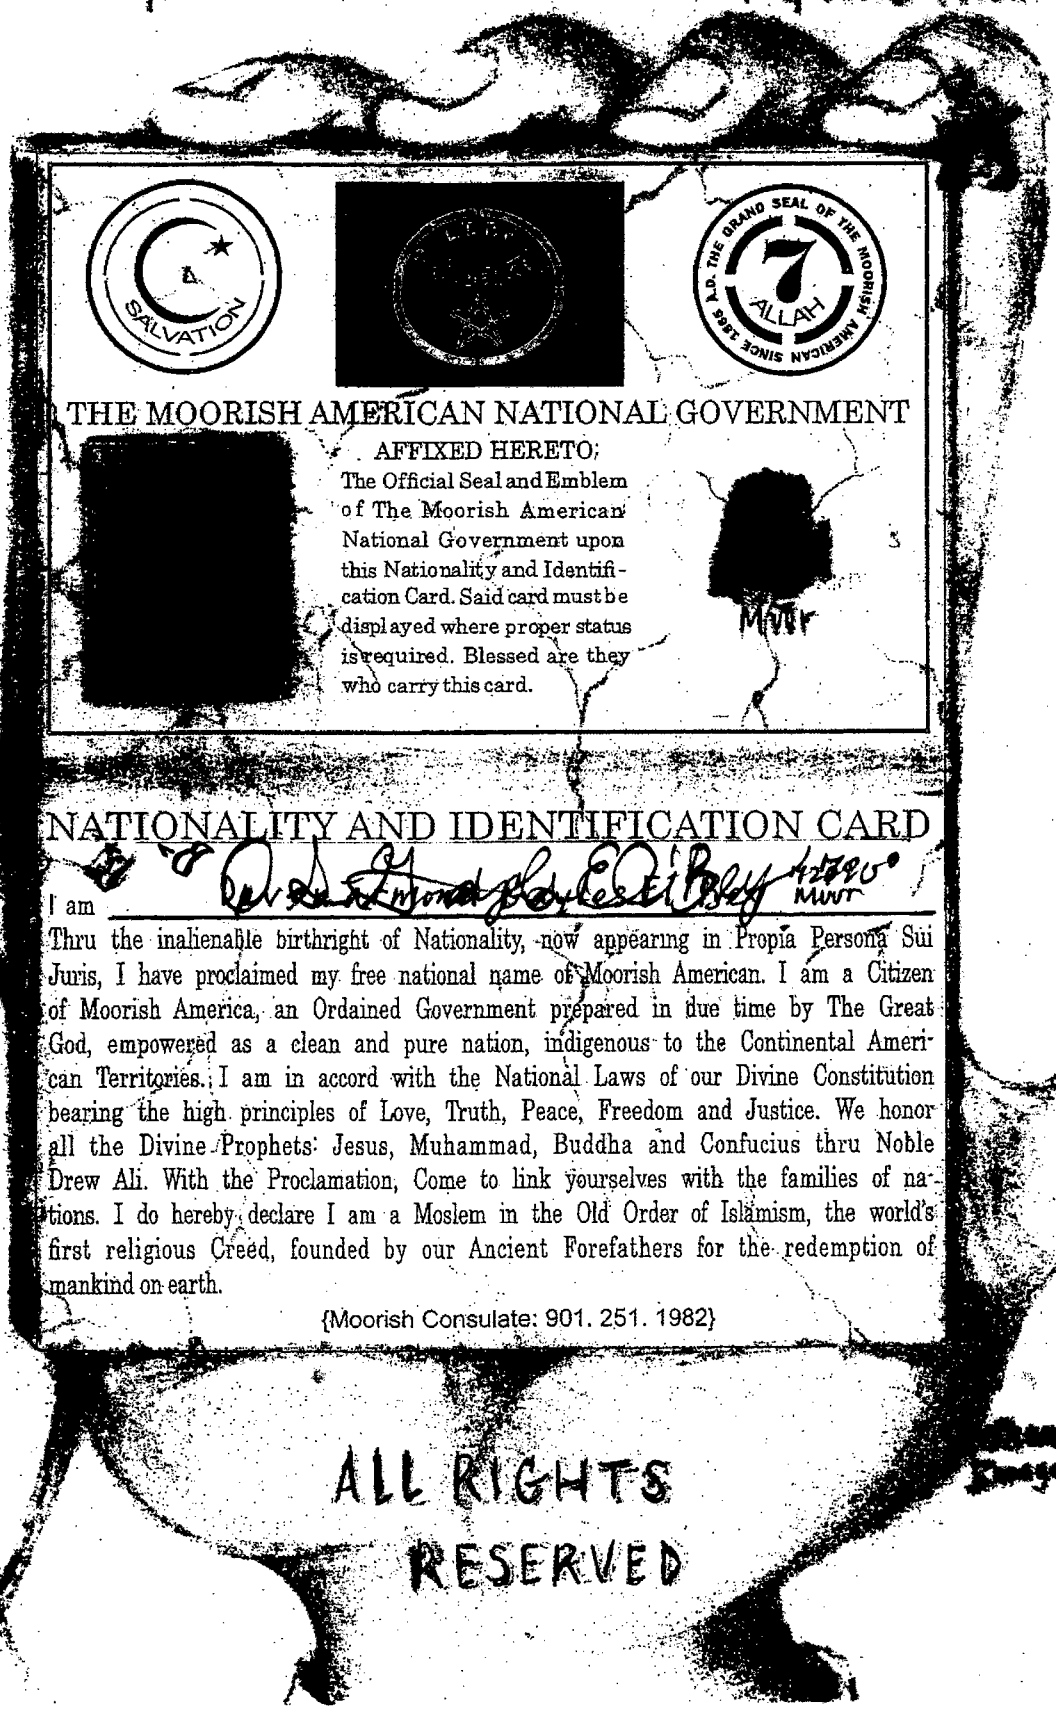 SALVATION
A.D. THE GRAND SEAL OF THE MOORISH AMERICAN SINCE 1865
7
ALLAH
THE MOORISH AMERICAN NATIONAL GOVERNMENT
AFFIXED HERETO;
The Official Seal and Emblem
of The Moorish American
National Government upon
this Nationality and Identifi-
cation Card. Said card must be
displayed where proper status
is required. Blessed are they
who carry this card.
Muur
NATIONALITY AND IDENTIFICATION CARD
I am
Muur
Thru the inalienable birthright of Nationality, now appearing in Propia Persona Sui
Juris, I have proclaimed my free national name of Moorish American. I am a Citizen
of Moorish America, an Ordained Government prepared in due time by The Great
God, empowered as a clean and pure nation, indigenous to the Continental Ameri-
can Territories. I am in accord with the National Laws of our Divine Constitution
bearing the high principles of Love, Truth, Peace, Freedom and Justice. We honor
all the Divine Prophets: Jesus, Muhammad, Buddha and Confucius thru Noble
Drew Ali. With the Proclamation, Come to link yourselves with the families of na-
tions. I do hereby declare I am a Moslem in the Old Order of Islamism, the world's
first religious Creed, founded by our Ancient Forefathers for the redemption of
mankind on earth.
{Moorish Consulate: 901. 251. 1982}
ALL RIGHTS
RESERVED